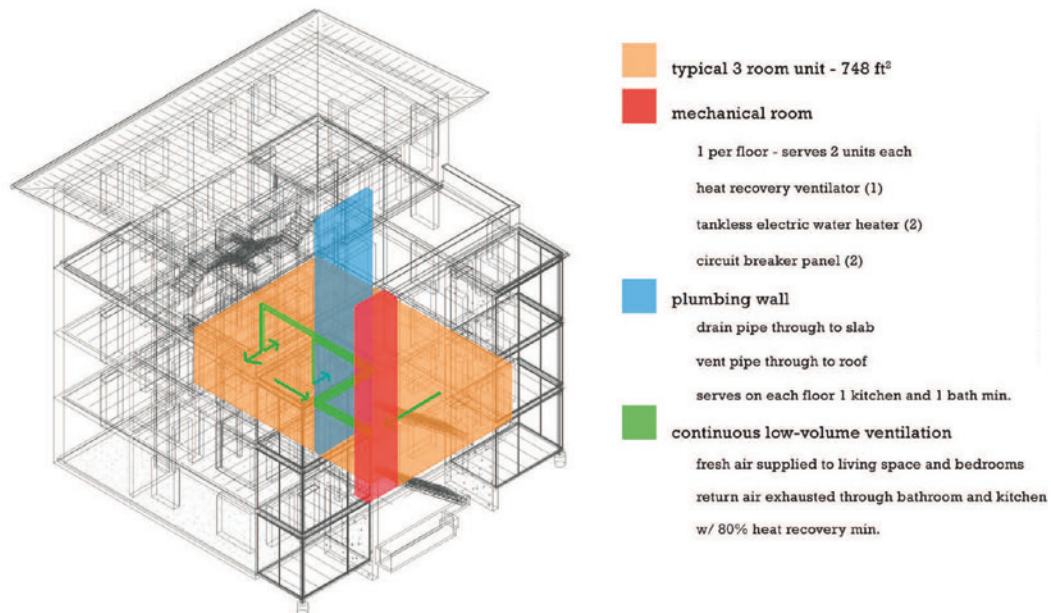 typical 3 room unit - 748 ft²
mechanical room
1 per floor - serves 2 units each
heat recovery ventilator (1)
tankless electric water heater (2)
circuit breaker panel (2)
plumbing wall
drain pipe through to slab
vent pipe through to roof
serves on each floor 1 kitchen and 1 bath min.
continuous low-volume ventilation
fresh air supplied to living space and bedrooms
return air exhausted through bathroom and kitchen
w/ 80% heat recovery min.